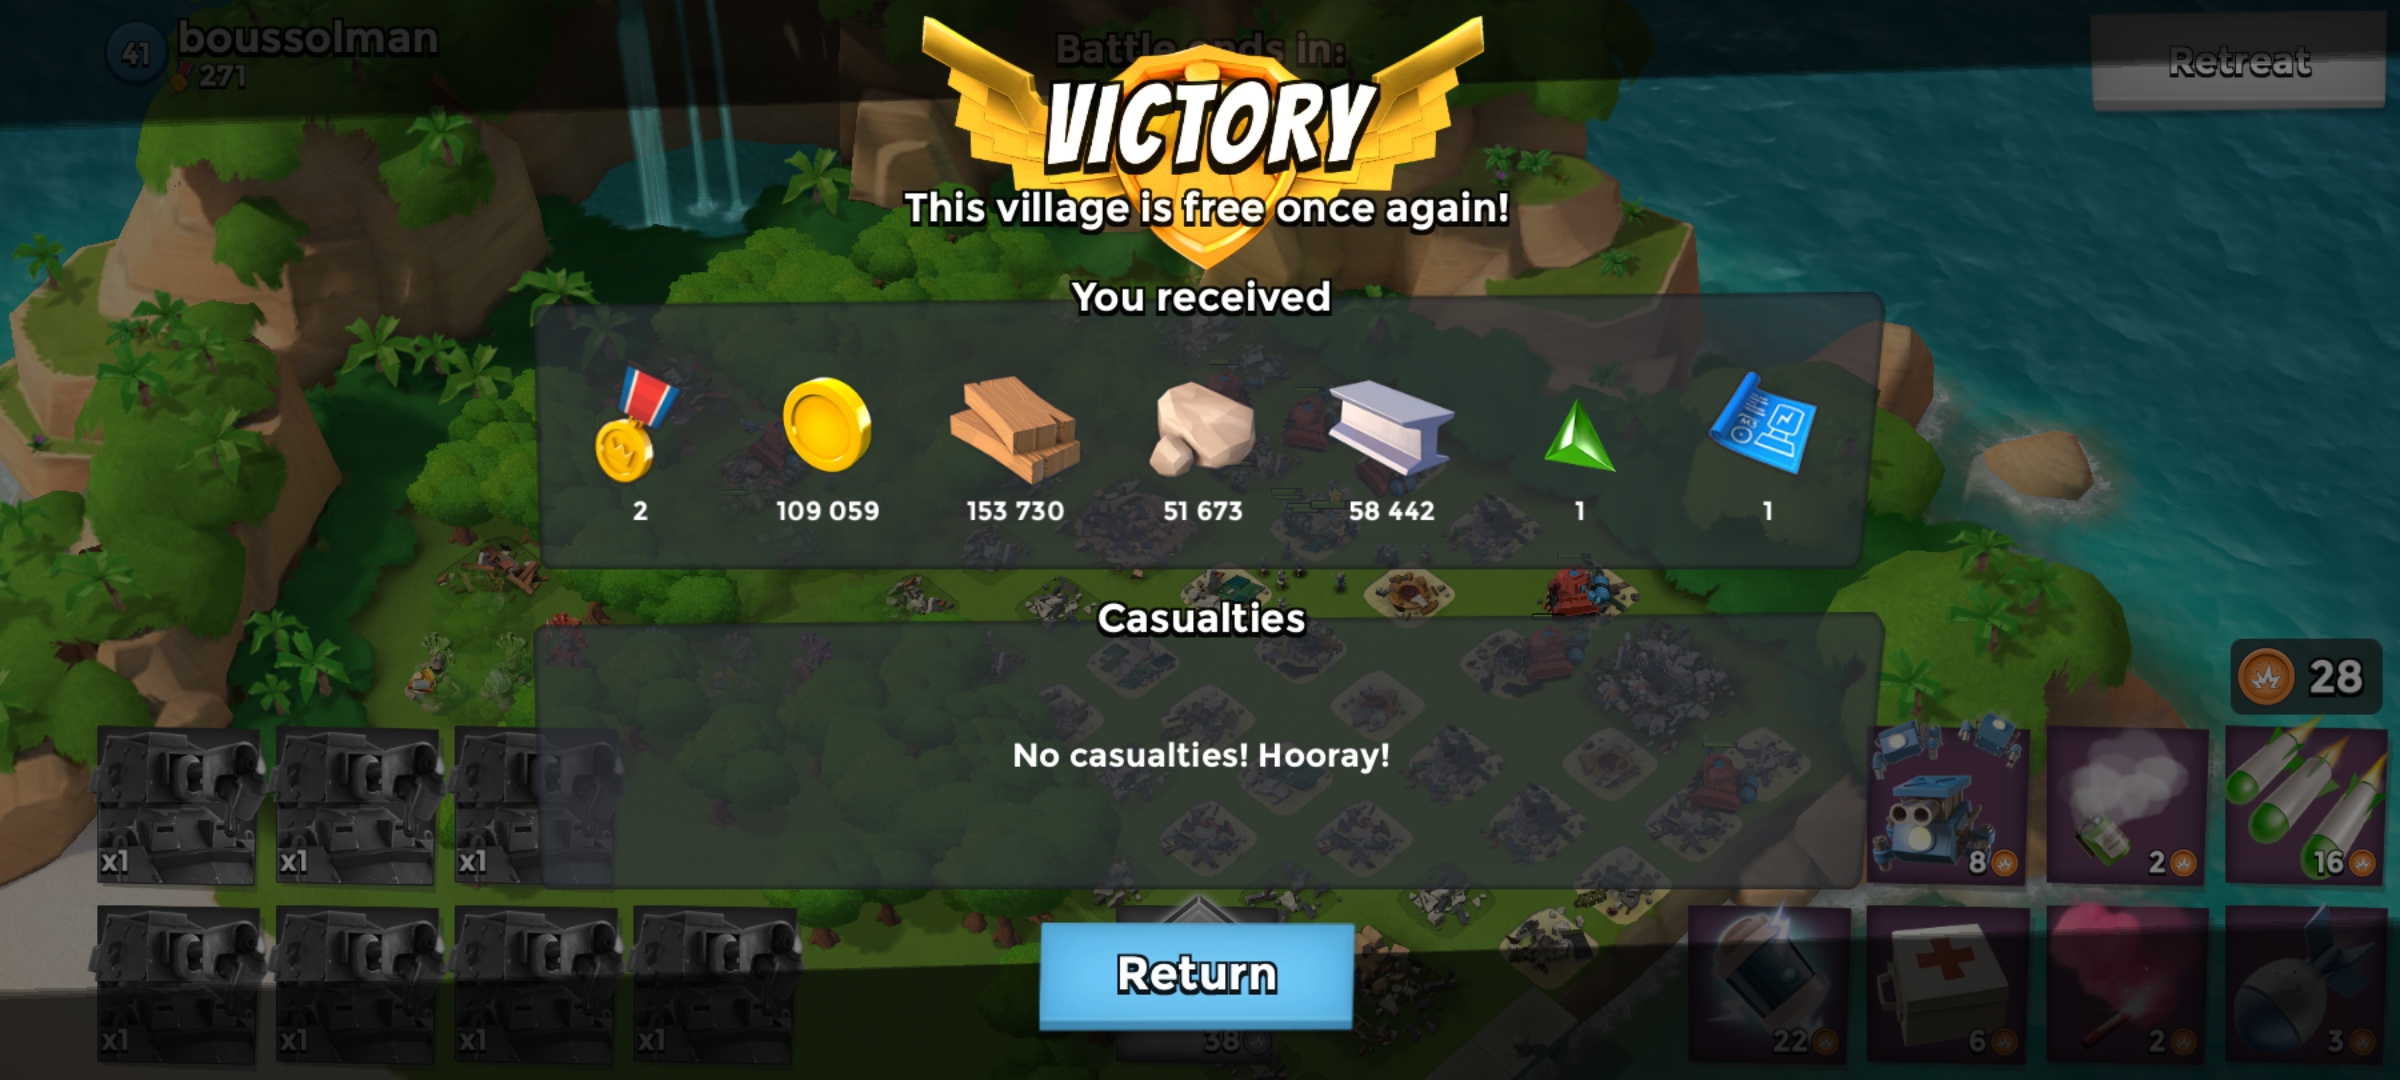 41
boussolman
271
Battle ends in:
Retreat
VICTORY
This village is free once again!
You received
2
109 059
153 730
51 673
58 442
1
1
Casualties
No casualties! Hooray!
28
x1
x1
x1
8
2
16
Return
x1
x1
x1
x1
38
22
6
2
3